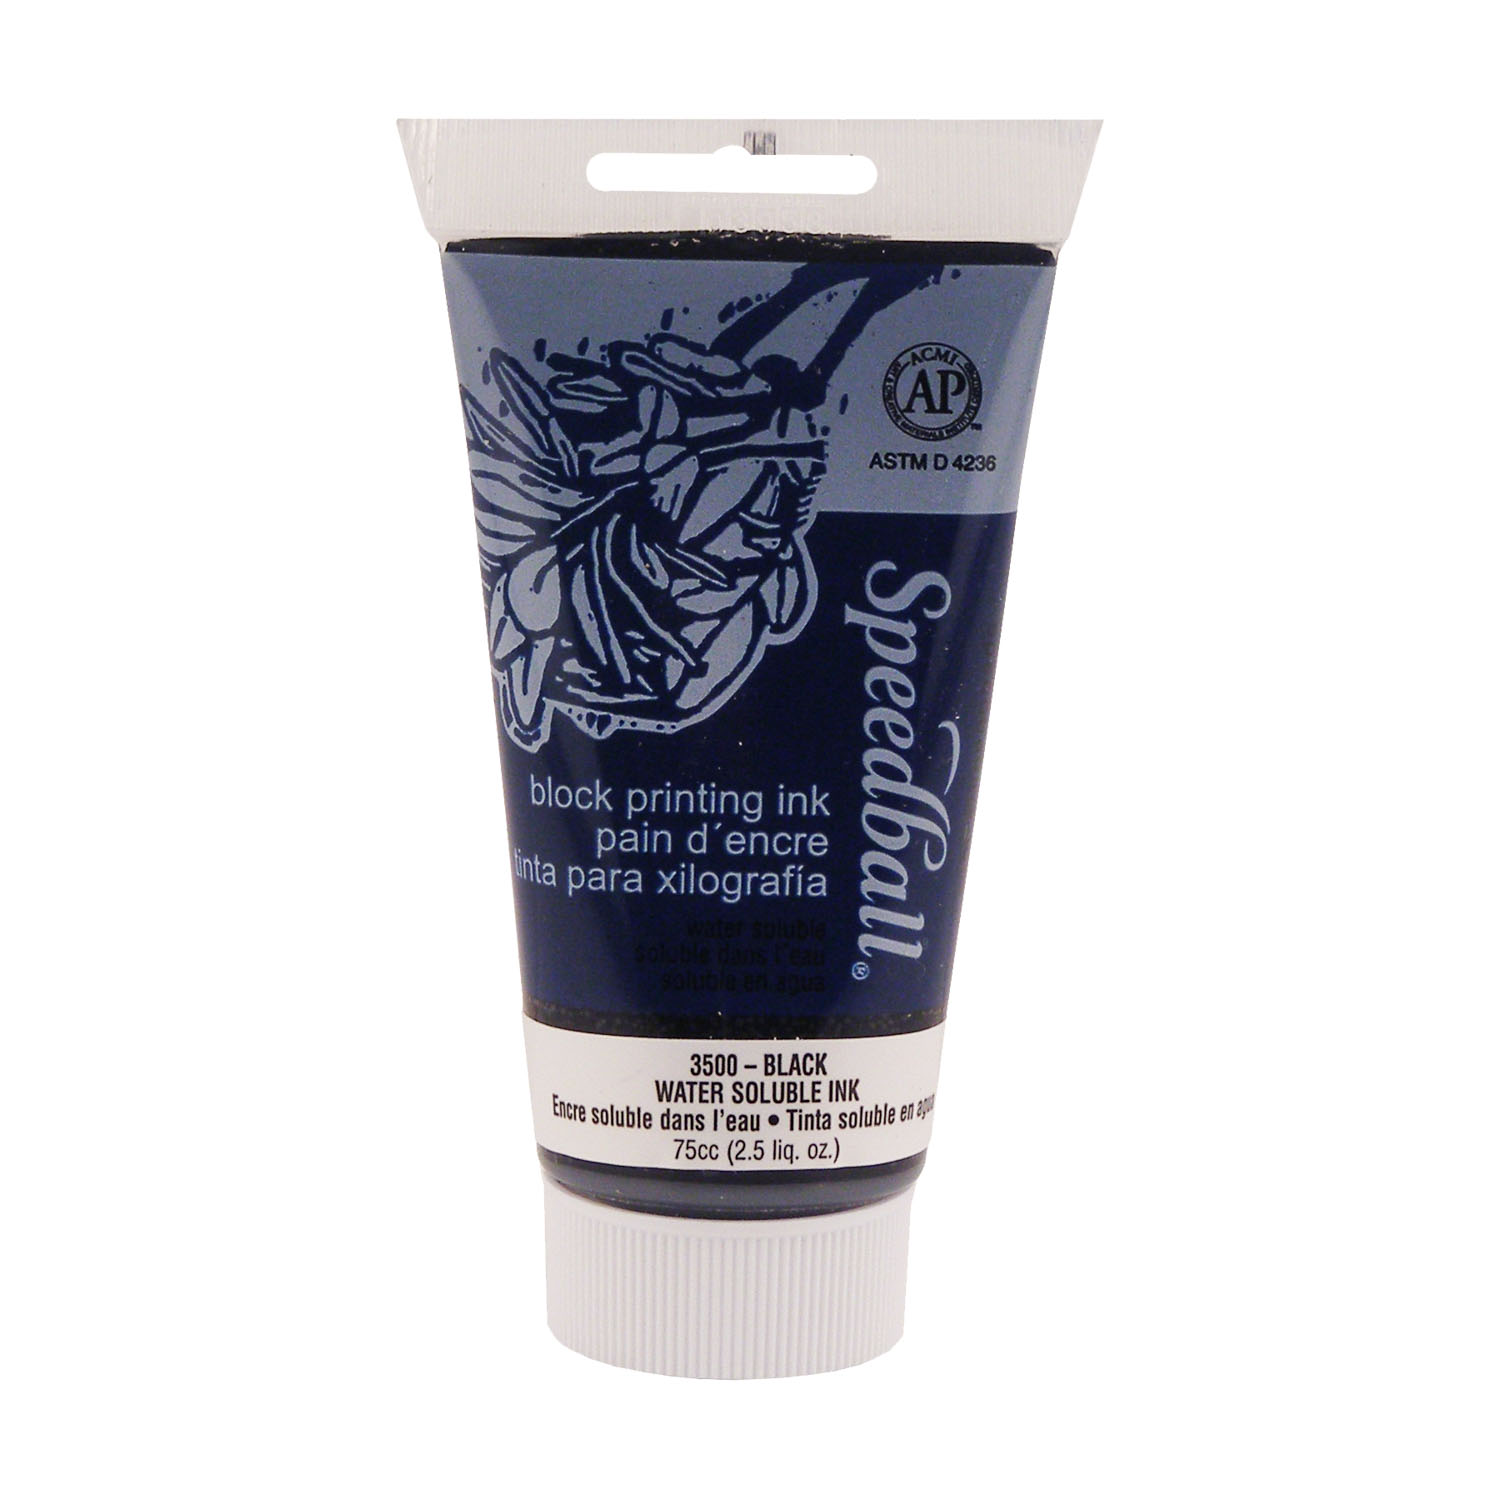 ACMI
AP
ASTM D 4236
Speedball®
block printing ink
pain d´encre
tinta para xilografía
water soluble
soluble dans l'eau
soluble en agua
3500 – BLACK
WATER SOLUBLE INK
Encre soluble dans l'eau • Tinta soluble en agua
75cc (2.5 liq. oz.)